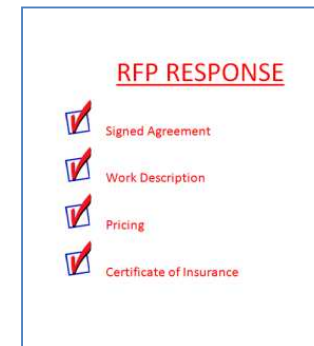 RFP RESPONSE
Signed Agreement
Work Description
Pricing
Certificate of Insurance